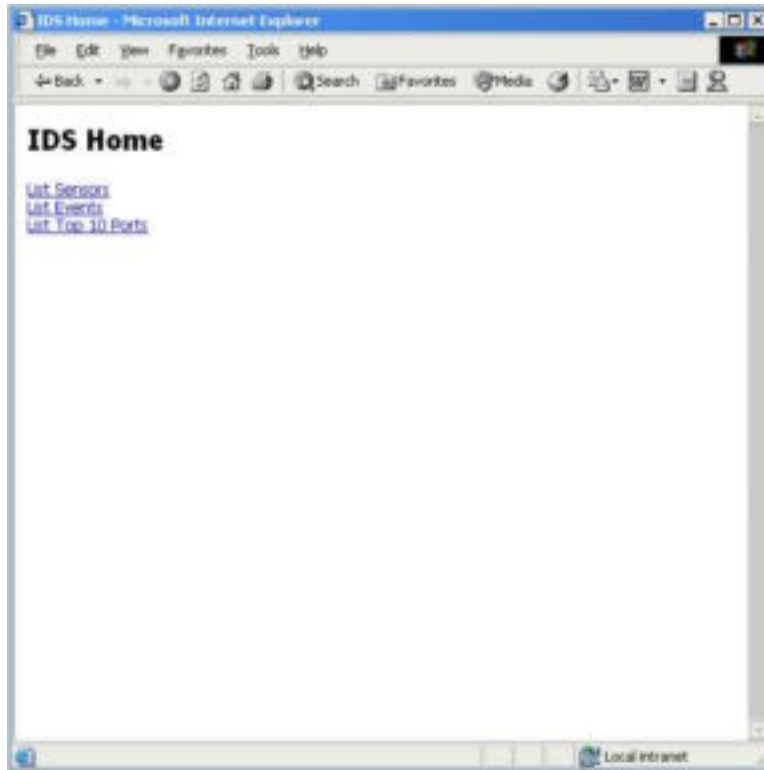 IDS Home - Microsoft Internet Explorer
File Edit View Favorites Tools Help
Back Search Favorites Media
IDS Home
List Sensors
List Events
List Top 10 Ports
Local intranet